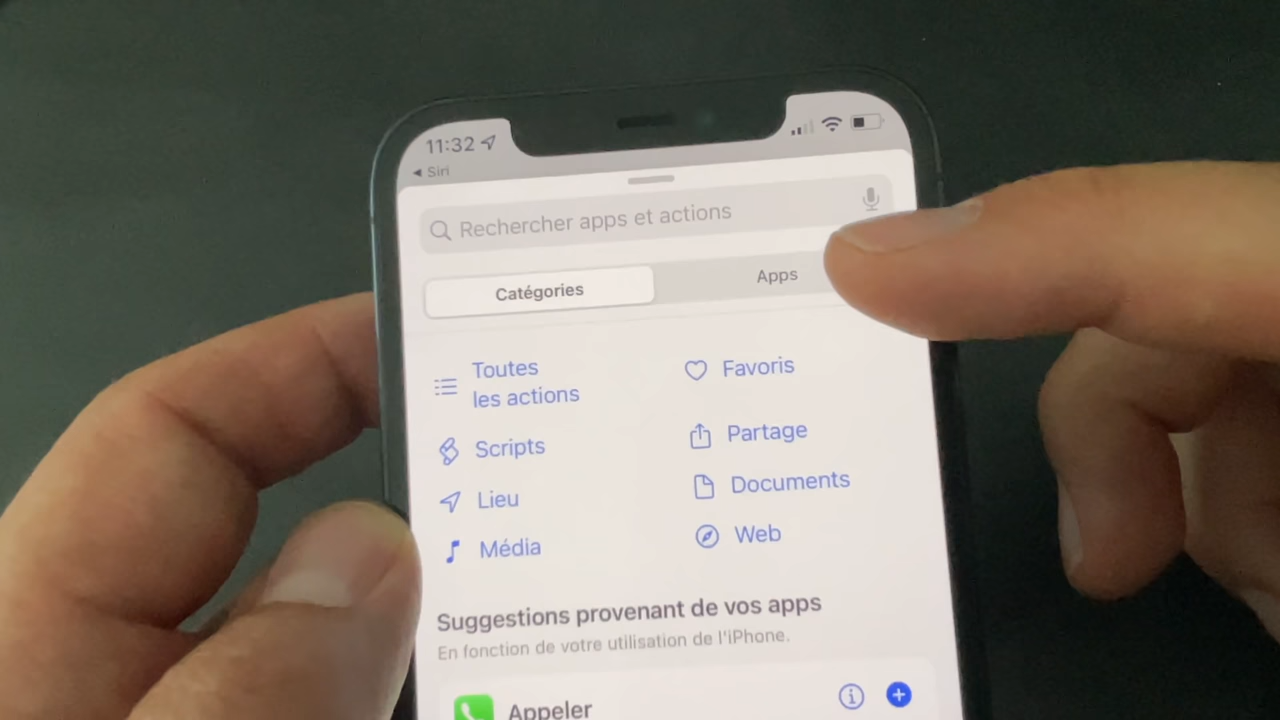 11:32
◀ Siri
Rechercher apps et actions
Catégories
Apps
Toutes
les actions
Favoris
Scripts
Partage
Lieu
Documents
Média
Web
Suggestions provenant de vos apps
En fonction de votre utilisation de l'iPhone.
Appeler